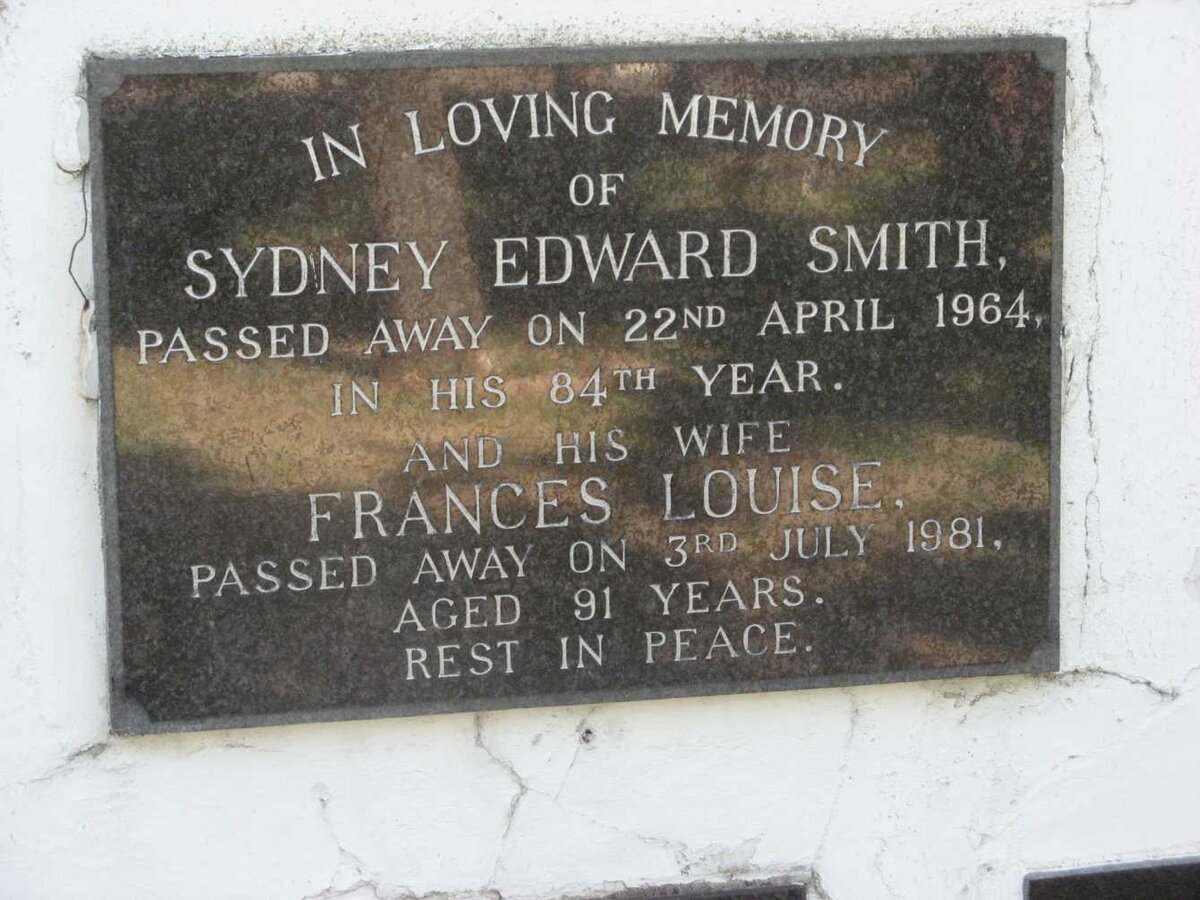 IN LOVING MEMORY
OF
SYDNEY EDWARD SMITH,
PASSED AWAY ON 22ND APRIL 1964,
IN HIS 84TH YEAR.
AND HIS WIFE
FRANCES LOUISE,
PASSED AWAY ON 3RD JULY 1981,
AGED 91 YEARS.
REST IN PEACE.